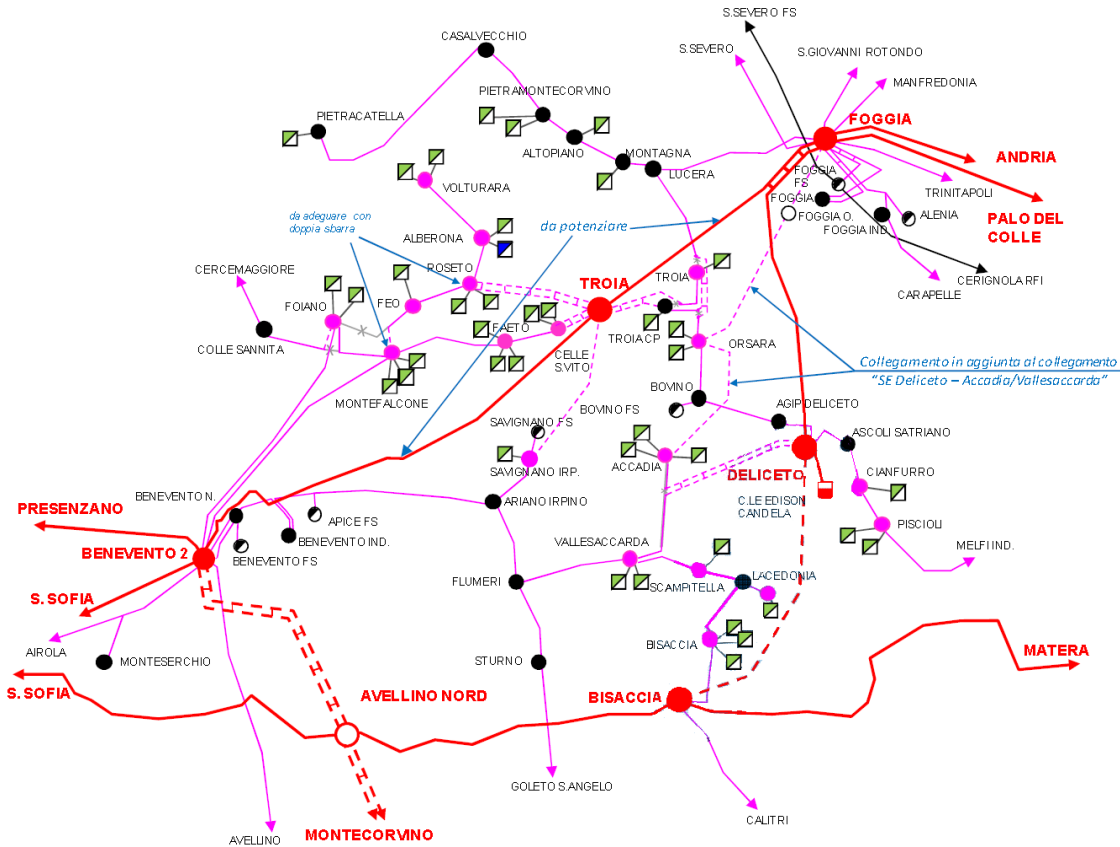 S.SEVERO FS
S.GIOVANNI ROTONDO
CASALVECCHIO
S.SEVERO
MANFREDONIA
PIETRAMONTECORVINO
PIETRACATELLA
FOGGIA
ALTOPIANO
MONTAGNA
LUCERA
ANDRIA
FOGGIA
FS
TRINITAPOLI
VOLTURARA
FOGGIA
FOGGIA O.
ALENIA
PALO DEL
COLLE
FOGGIA IND.
da adeguare con
doppia sbarra
da potenziare
ALBERONA
ROSETO
CERCEMAGGIORE
TROIA
TROIA
CERIGNOLA RFI
CARAPELLE
FOIANO
FEO
FAETO
TROIA CP
ORSARA
COLLE SANNITA
CELLE
S.VITO
Collegamento in aggiunta al collegamento
“SE Deliceto – Accadia/Vallesaccarda”
MONTEFALCONE
BOVINO
BOVINO FS
AGIP DELICETO
SAVIGNANO FS
ASCOLI SATRIANO
SAVIGNANO IRP.
ACCADIA
DELICETO
CIANFURRO
BENEVENTO N.
ARIANO IRPINO
C.LE EDISON
CANDELA
PRESENZANO
APICE FS
PISCIOLI
BENEVENTO IND.
BENEVENTO 2
BENEVENTO FS
VALLESACCARDA
MELFI IND.
FLUMERI
SCAMPITELLA
LACEDONIA
S. SOFIA
AIROLA
MONTESERCHIO
STURNO
BISACCIA
MATERA
S. SOFIA
AVELLINO NORD
BISACCIA
GOLETO S.ANGELO
CALITRI
AVELLINO
MONTECORVINO